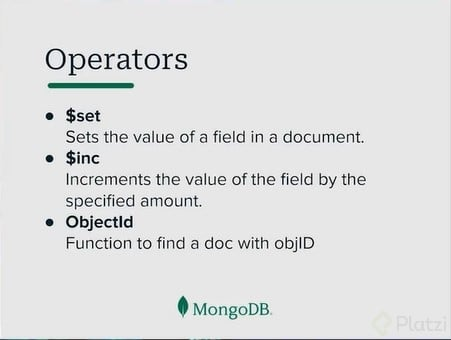 Operators
• $set
Sets the value of a field in a document.
• $inc
Increments the value of the field by the
specified amount.
• ObjectId
Function to find a doc with objID
MongoDB.
Platzi